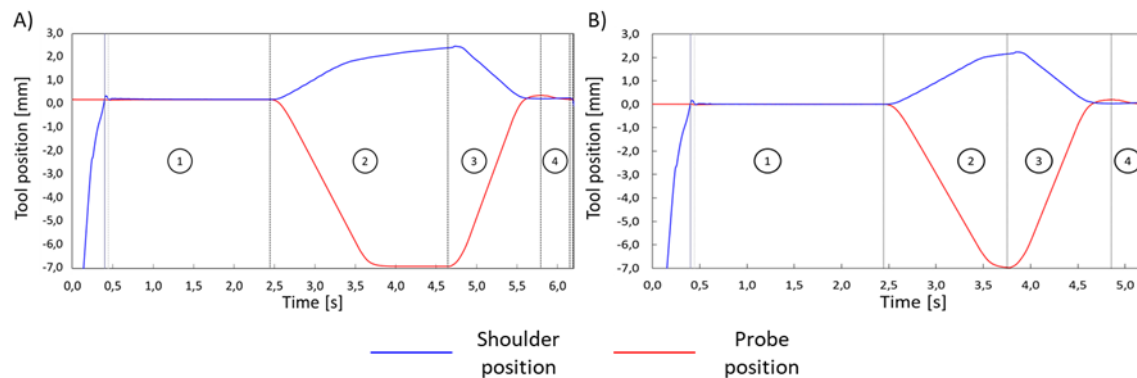 A)
Tool position [mm]
3,0
2,0
1,0
0,0
-1,0
-2,0
-3,0
-4,0
-5,0
-6,0
-7,0
1
2
3
4
0,0 0,5 1,0 1,5 2,0 2,5 3,0 3,5 4,0 4,5 5,0 5,5 6,0
Time [s]
B)
Tool position [mm]
3,0
2,0
1,0
0,0
-1,0
-2,0
-3,0
-4,0
-5,0
-6,0
-7,0
1
2
3
4
0,0 0,5 1,0 1,5 2,0 2,5 3,0 3,5 4,0 4,5 5,0
Time [s]
Shoulder
position
Probe
position